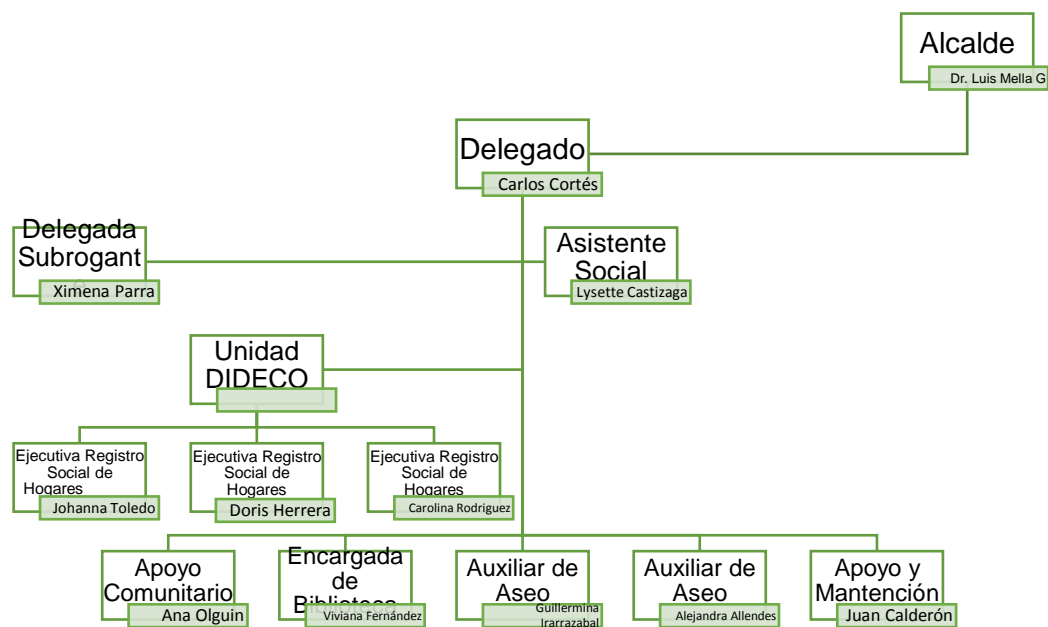 Alcalde
Dr. Luis Mella G
Delegado
Carlos Cortés
Delegada
Subrogant
Ximena Parra
Asistente
Social
Lysette Castizaga
Unidad
DIDECO
Ejecutiva Registro
Social de
Hogares
Johanna Toledo
Ejecutiva Registro
Social de
Hogares
Doris Herrera
Ejecutiva Registro
Social de
Hogares
Carolina Rodriguez
Apoyo
Comunitario
Ana Olguin
Encargada
de
Biblioteca
Viviana Fernández
Auxiliar de
Aseo
Guillermina
Irarrazabal
Auxiliar de
Aseo
Alejandra Allendes
Apoyo y
Mantención
Juan Calderón